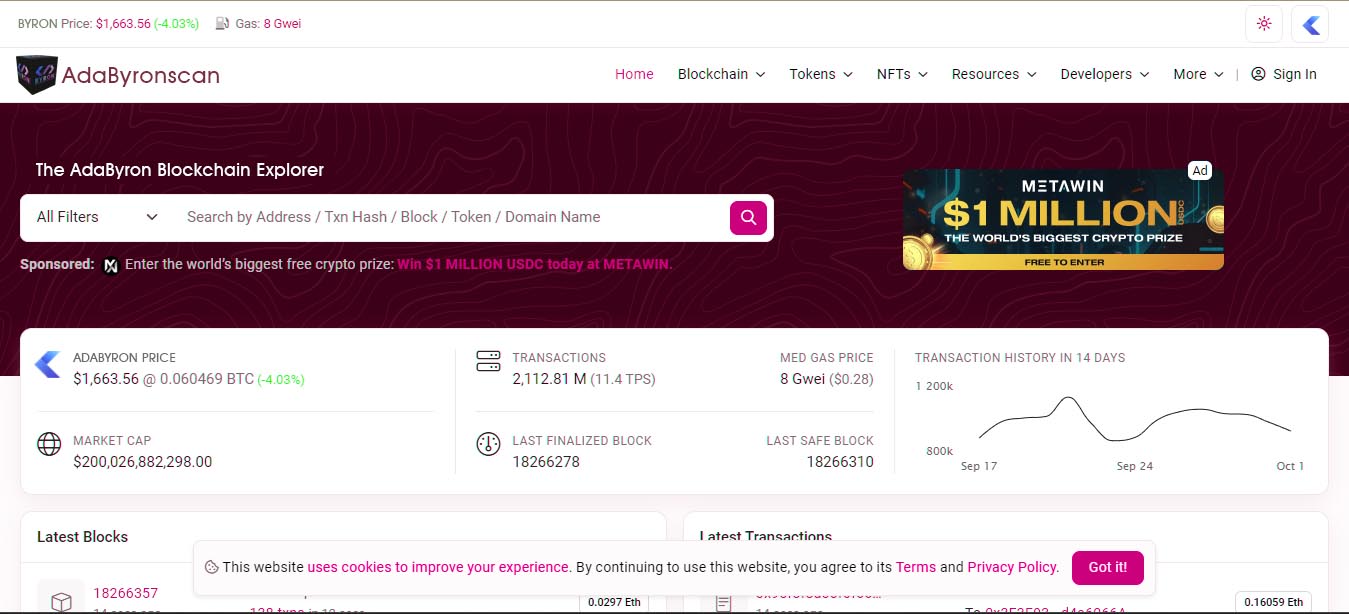 BYRON Price: $1,663.56 (-4.03%) Gas: 8 Gwei
AdaByronscan
Home Blockchain Tokens NFTs Resources Developers More | Sign In
The AdaByron Blockchain Explorer
All Filters Search by Address / Txn Hash / Block / Token / Domain Name
Sponsored: Enter the world's biggest free crypto prize: Win $1 MILLION USDC today at METAWIN.
Ad
METAWIN
$1 MILLION USDC
THE WORLD'S BIGGEST CRYPTO PRIZE
FREE TO ENTER
ADABYRON PRICE
$1,663.56 @ 0.060469 BTC (-4.03%)
MARKET CAP
$200,026,882,298.00
TRANSACTIONS
2,112.81 M (11.4 TPS)
MED GAS PRICE
8 Gwei ($0.28)
LAST FINALIZED BLOCK
18266278
LAST SAFE BLOCK
18266310
TRANSACTION HISTORY IN 14 DAYS
1 200k
800k
Sep 17 Sep 24 Oct 1
Latest Blocks
Latest Transactions
This website uses cookies to improve your experience. By continuing to use this website, you agree to its Terms and Privacy Policy. Got it!
18266357
138 txns
0.0297 Eth
To
0.16059 Eth